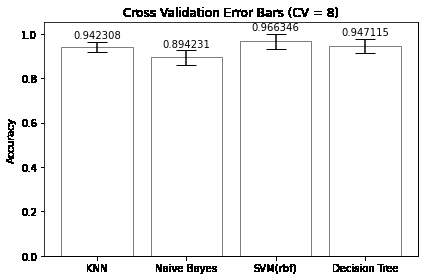 Cross Validation Error Bars (CV = 8)
0.942308
0.894231
0.966346
0.947115
1.0
0.8
0.6
0.4
0.2
0.0
Accuracy
KNN
Naive Bayes
SVM(rbf)
Decision Tree